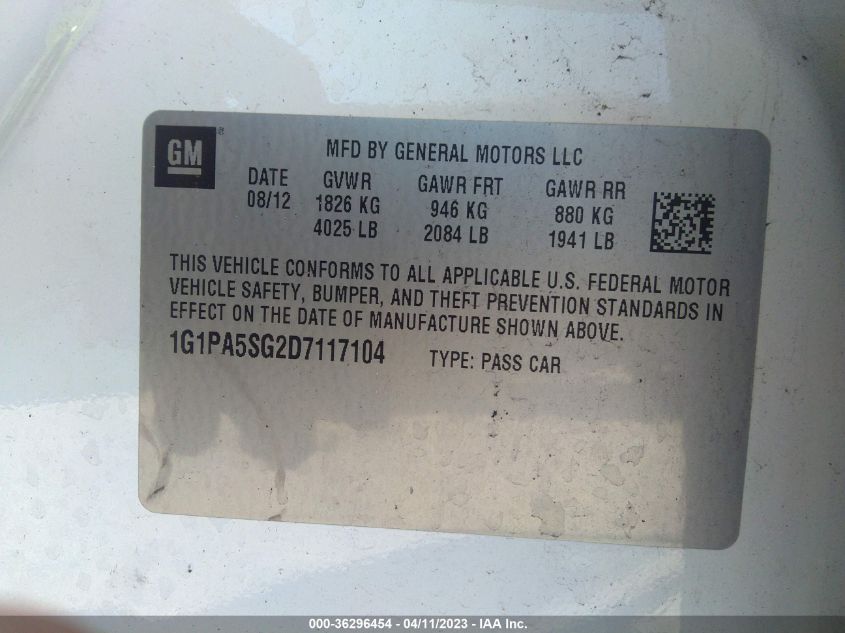 GM®
MFD BY GENERAL MOTORS LLC
DATE GVWR GAWR FRT GAWR RR
08/12 1826 KG 946 KG 880 KG
4025 LB 2084 LB 1941 LB
THIS VEHICLE CONFORMS TO ALL APPLICABLE U.S. FEDERAL MOTOR
VEHICLE SAFETY, BUMPER, AND THEFT PREVENTION STANDARDS IN
EFFECT ON THE DATE OF MANUFACTURE SHOWN ABOVE.
1G1PA5SG2D7117104 TYPE: PASS CAR
000-36296454 - 04/11/2023 - IAA Inc.